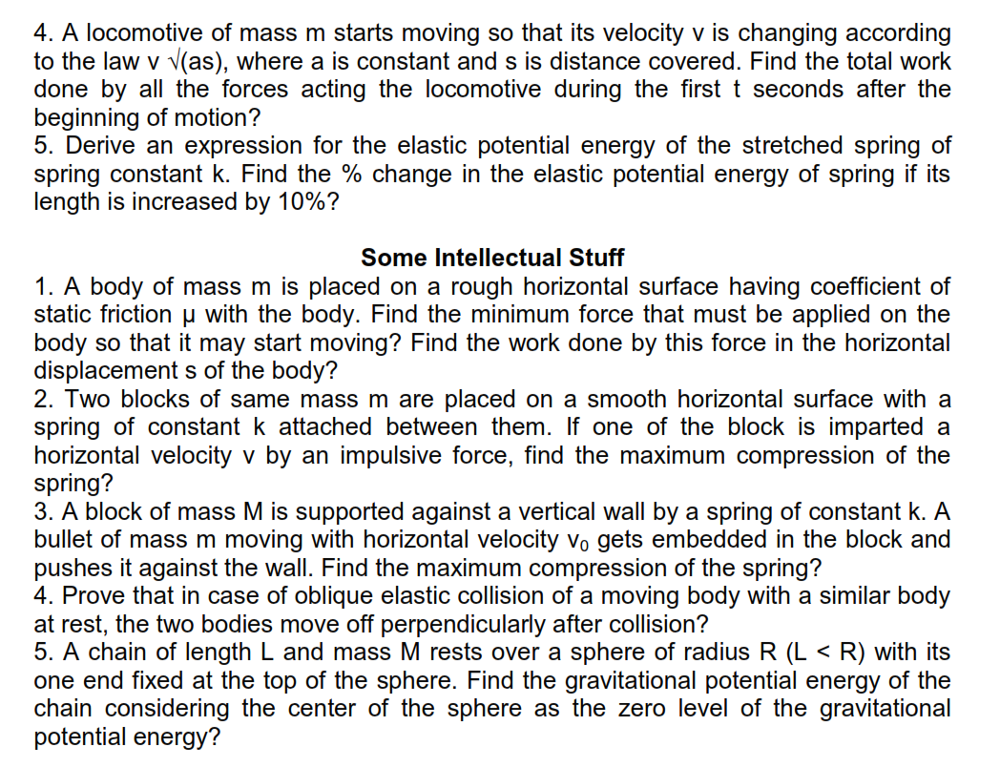 4. A locomotive of mass m starts moving so that its velocity v is changing according
to the law v √(as), where a is constant and s is distance covered. Find the total work
done by all the forces acting the locomotive during the first t seconds after the
beginning of motion?
5. Derive an expression for the elastic potential energy of the stretched spring of
spring constant k. Find the % change in the elastic potential energy of spring if its
length is increased by 10%?
Some Intellectual Stuff
1. A body of mass m is placed on a rough horizontal surface having coefficient of
static friction μ with the body. Find the minimum force that must be applied on the
body so that it may start moving? Find the work done by this force in the horizontal
displacement s of the body?
2. Two blocks of same mass m are placed on a smooth horizontal surface with a
spring of constant k attached between them. If one of the block is imparted a
horizontal velocity v by an impulsive force, find the maximum compression of the
spring?
3. A block of mass M is supported against a vertical wall by a spring of constant k. A
bullet of mass m moving with horizontal velocity v₀ gets embedded in the block and
pushes it against the wall. Find the maximum compression of the spring?
4. Prove that in case of oblique elastic collision of a moving body with a similar body
at rest, the two bodies move off perpendicularly after collision?
5. A chain of length L and mass M rests over a sphere of radius R (L < R) with its
one end fixed at the top of the sphere. Find the gravitational potential energy of the
chain considering the center of the sphere as the zero level of the gravitational
potential energy?